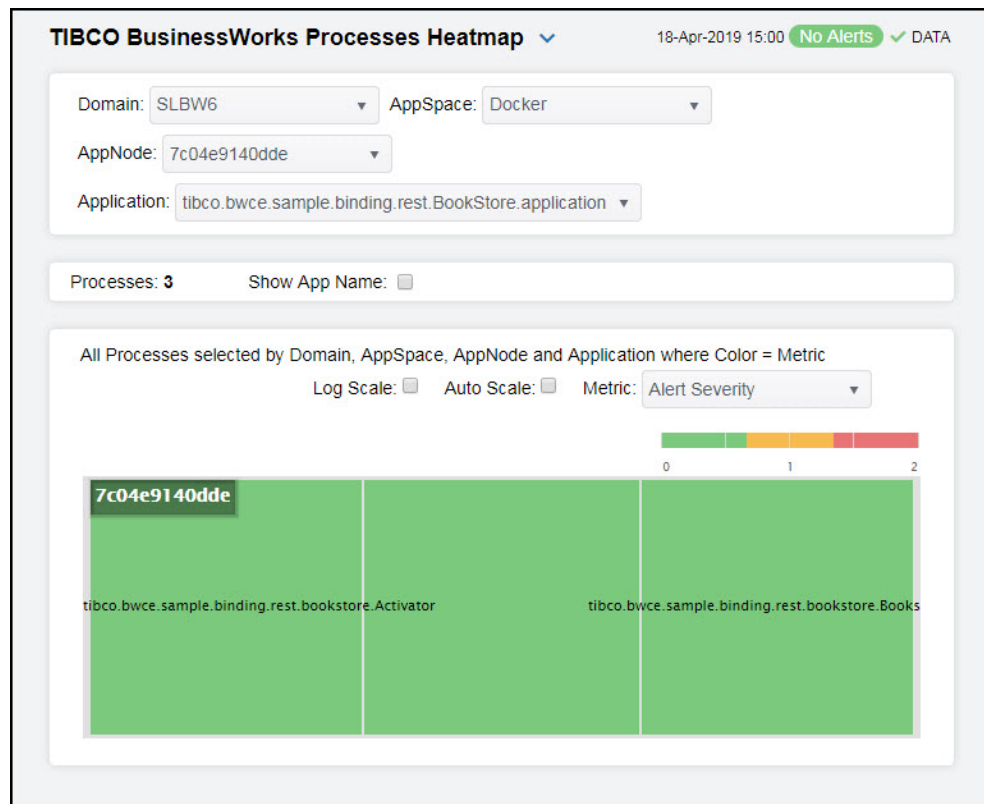 TIBCO BusinessWorks Processes Heatmap 18-Apr-2019 15:00 No Alerts DATA
Domain: SLBW6 AppSpace: Docker
AppNode: 7c04e9140dde
Application: tibco.bwce.sample.binding.rest.BookStore.application
Processes: 3 Show App Name:
All Processes selected by Domain, AppSpace, AppNode and Application where Color = Metric
Log Scale: Auto Scale: Metric: Alert Severity
0 1 2
7c04e9140dde
tibco.bwce.sample.binding.rest.bookstore.Activator tibco.bwce.sample.binding.rest.bookstore.Books